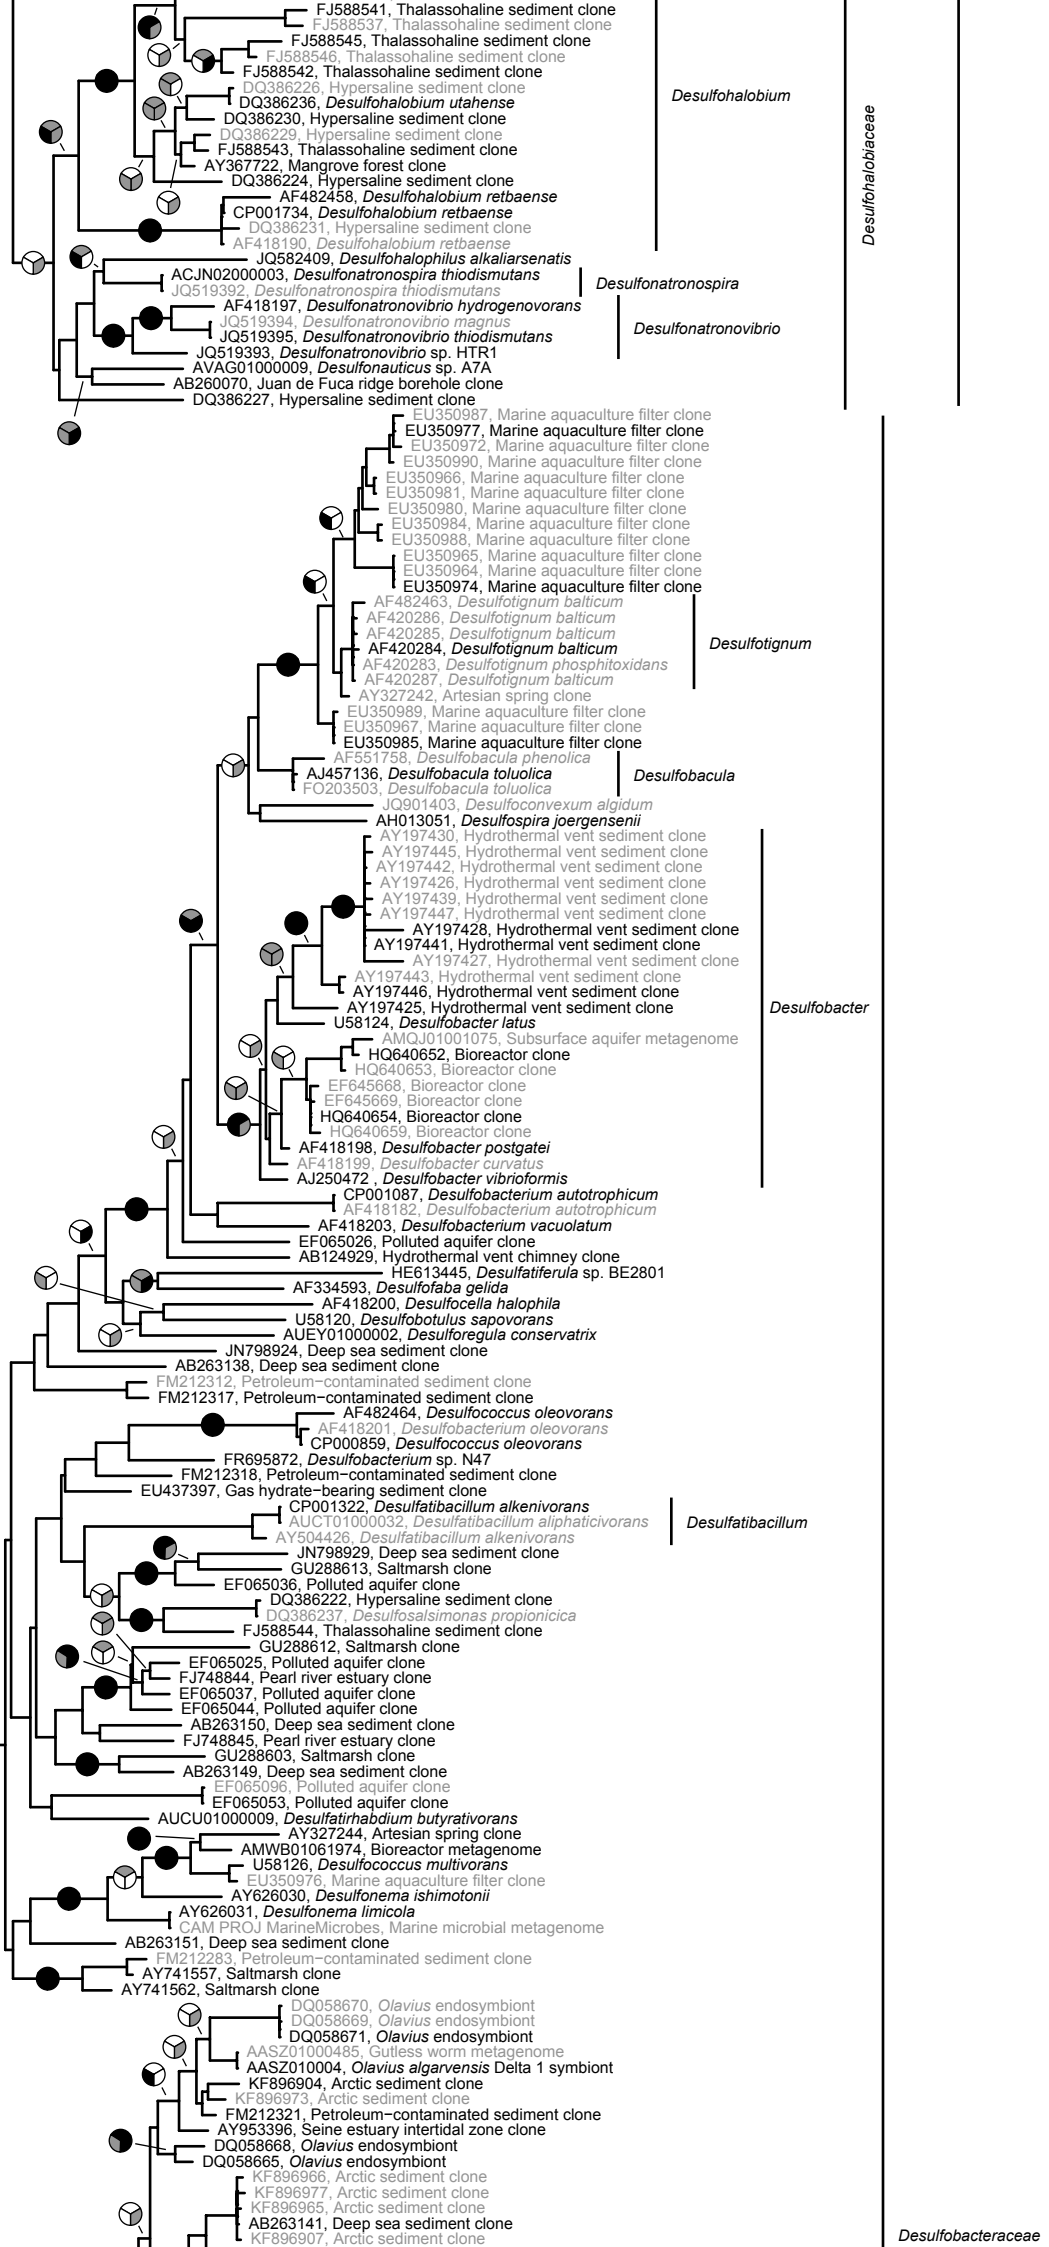 FJ588541, Thalassohaline sediment clone
FJ588537, Thalassohaline sediment clone
FJ588545, Thalassohaline sediment clone
FJ588546, Thalassohaline sediment clone
FJ588542, Thalassohaline sediment clone
DQ386226, Hypersaline sediment clone
DQ386236, Desulfohalobium utahense
DQ386230, Hypersaline sediment clone
DQ386229, Hypersaline sediment clone
FJ588543, Thalassohaline sediment clone
AY367722, Mangrove forest clone
DQ386224, Hypersaline sediment clone
AF482458, Desulfohalobium retbaense
CP001734, Desulfohalobium retbaense
DQ386231, Hypersaline sediment clone
AF418190, Desulfohalobium retbaense
Desulfohalobium
JQ582409, Desulfohalophilus alkaliarsenatis
ACJN02000003, Desulfonatronospira thiodismutans
JQ519392, Desulfonatronospira thiodismutans
Desulfonatronospira
AF418197, Desulfonatronovibrio hydrogenovorans
JQ519394, Desulfonatronovibrio magnus
JQ519395, Desulfonatronovibrio thiodismutans
JQ519393, Desulfonatronovibrio sp. HTR1
Desulfonatronovibrio
AVAG01000009, Desulfonauticus sp. A7A
AB260070, Juan de Fuca ridge borehole clone
DQ386227, Hypersaline sediment clone
Desulfohalobiaceae
EU350987, Marine aquaculture filter clone
EU350977, Marine aquaculture filter clone
EU350972, Marine aquaculture filter clone
EU350990, Marine aquaculture filter clone
EU350966, Marine aquaculture filter clone
EU350981, Marine aquaculture filter clone
EU350980, Marine aquaculture filter clone
EU350984, Marine aquaculture filter clone
EU350988, Marine aquaculture filter clone
EU350965, Marine aquaculture filter clone
EU350964, Marine aquaculture filter clone
EU350974, Marine aquaculture filter clone
AF482463, Desulfotignum balticum
AF420286, Desulfotignum balticum
AF420285, Desulfotignum balticum
AF420284, Desulfotignum balticum
AF420283, Desulfotignum phosphitoxidans
AF420287, Desulfotignum balticum
Desulfotignum
AY327242, Artesian spring clone
EU350989, Marine aquaculture filter clone
EU350967, Marine aquaculture filter clone
EU350985, Marine aquaculture filter clone
AF551758, Desulfobacula phenolica
AJ457136, Desulfobacula toluolica
FO203503, Desulfobacula toluolica
Desulfobacula
JQ901403, Desulfoconvexum algidum
AH013051, Desulfospira joergensenii
AY197430, Hydrothermal vent sediment clone
AY197445, Hydrothermal vent sediment clone
AY197442, Hydrothermal vent sediment clone
AY197426, Hydrothermal vent sediment clone
AY197439, Hydrothermal vent sediment clone
AY197447, Hydrothermal vent sediment clone
AY197428, Hydrothermal vent sediment clone
AY197441, Hydrothermal vent sediment clone
AY197427, Hydrothermal vent sediment clone
AY197443, Hydrothermal vent sediment clone
AY197446, Hydrothermal vent sediment clone
AY197425, Hydrothermal vent sediment clone
U58124, Desulfobacter latus
AMQJ01001075, Subsurface aquifer metagenome
HQ640652, Bioreactor clone
HQ640653, Bioreactor clone
EF645668, Bioreactor clone
EF645669, Bioreactor clone
HQ640654, Bioreactor clone
HQ640659, Bioreactor clone
AF418198, Desulfobacter postgatei
AF418199, Desulfobacter curvatus
AJ250472 , Desulfobacter vibrioformis
Desulfobacter
CP001087, Desulfobacterium autotrophicum
AF418182, Desulfobacterium autotrophicum
AF418203, Desulfobacterium vacuolatum
EF065026, Polluted aquifer clone
AB124929, Hydrothermal vent chimney clone
HE613445, Desulfatiferula sp. BE2801
AF334593, Desulfofaba gelida
AF418200, Desulfocella halophila
U58120, Desulfobotulus sapovorans
AUEY01000002, Desulforegula conservatrix
JN798924, Deep sea sediment clone
AB263138, Deep sea sediment clone
FM212312, Petroleum−contaminated sediment clone
FM212317, Petroleum−contaminated sediment clone
AF482464, Desulfococcus oleovorans
AF418201, Desulfobacterium oleovorans
CP000859, Desulfococcus oleovorans
FR695872, Desulfobacterium sp. N47
FM212318, Petroleum−contaminated sediment clone
EU437397, Gas hydrate−bearing sediment clone
CP001322, Desulfatibacillum alkenivorans
AUCT01000032, Desulfatibacillum aliphaticivorans
AY504426, Desulfatibacillum alkenivorans
Desulfatibacillum
JN798929, Deep sea sediment clone
GU288613, Saltmarsh clone
EF065036, Polluted aquifer clone
DQ386222, Hypersaline sediment clone
DQ386237, Desulfosalsimonas propionicica
FJ588544, Thalassohaline sediment clone
GU288612, Saltmarsh clone
EF065025, Polluted aquifer clone
FJ748844, Pearl river estuary clone
EF065037, Polluted aquifer clone
EF065044, Polluted aquifer clone
AB263150, Deep sea sediment clone
FJ748845, Pearl river estuary clone
GU288603, Saltmarsh clone
AB263149, Deep sea sediment clone
EF065096, Polluted aquifer clone
EF065053, Polluted aquifer clone
AUCU01000009, Desulfatirhabdium butyrativorans
AY327244, Artesian spring clone
AMWB01061974, Bioreactor metagenome
U58126, Desulfococcus multivorans
EU350976, Marine aquaculture filter clone
AY626030, Desulfonema ishimotonii
AY626031, Desulfonema limicola
CAM PROJ MarineMicrobes, Marine microbial metagenome
AB263151, Deep sea sediment clone
FM212283, Petroleum−contaminated sediment clone
AY741557, Saltmarsh clone
AY741562, Saltmarsh clone
DQ058670, Olavius endosymbiont
DQ058669, Olavius endosymbiont
DQ058671, Olavius endosymbiont
AASZ01000485, Gutless worm metagenome
AASZ010004, Olavius algarvensis Delta 1 symbiont
KF896904, Arctic sediment clone
KF896973, Arctic sediment clone
FM212321, Petroleum−contaminated sediment clone
AY953396, Seine estuary intertidal zone clone
DQ058668, Olavius endosymbiont
DQ058665, Olavius endosymbiont
KF896966, Arctic sediment clone
KF896977, Arctic sediment clone
KF896965, Arctic sediment clone
AB263141, Deep sea sediment clone
KF896907, Arctic sediment clone
Desulfobacteraceae